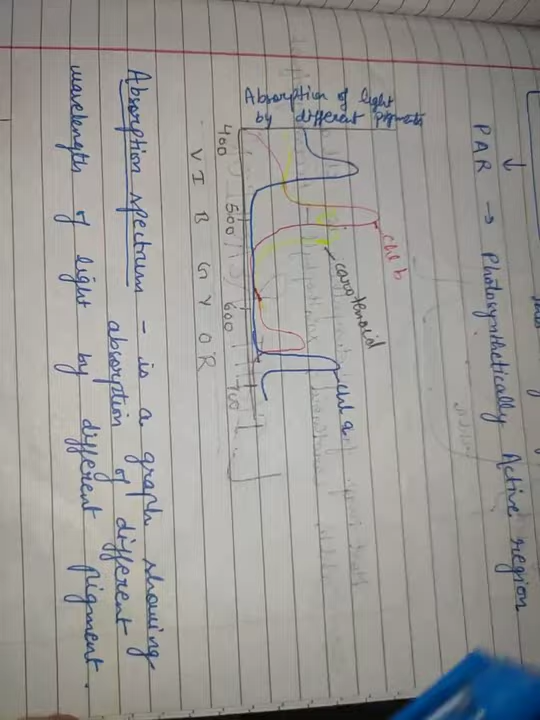 ↓
PAR → Photosynthetically Active region
Absorption of light
by different pigments
chl b
carotenoid
chl a
400 500 600 700
V I B G Y O R
Absorption spectrum - is a graph showing
absorption of different
wavelengths of light by different pigment.